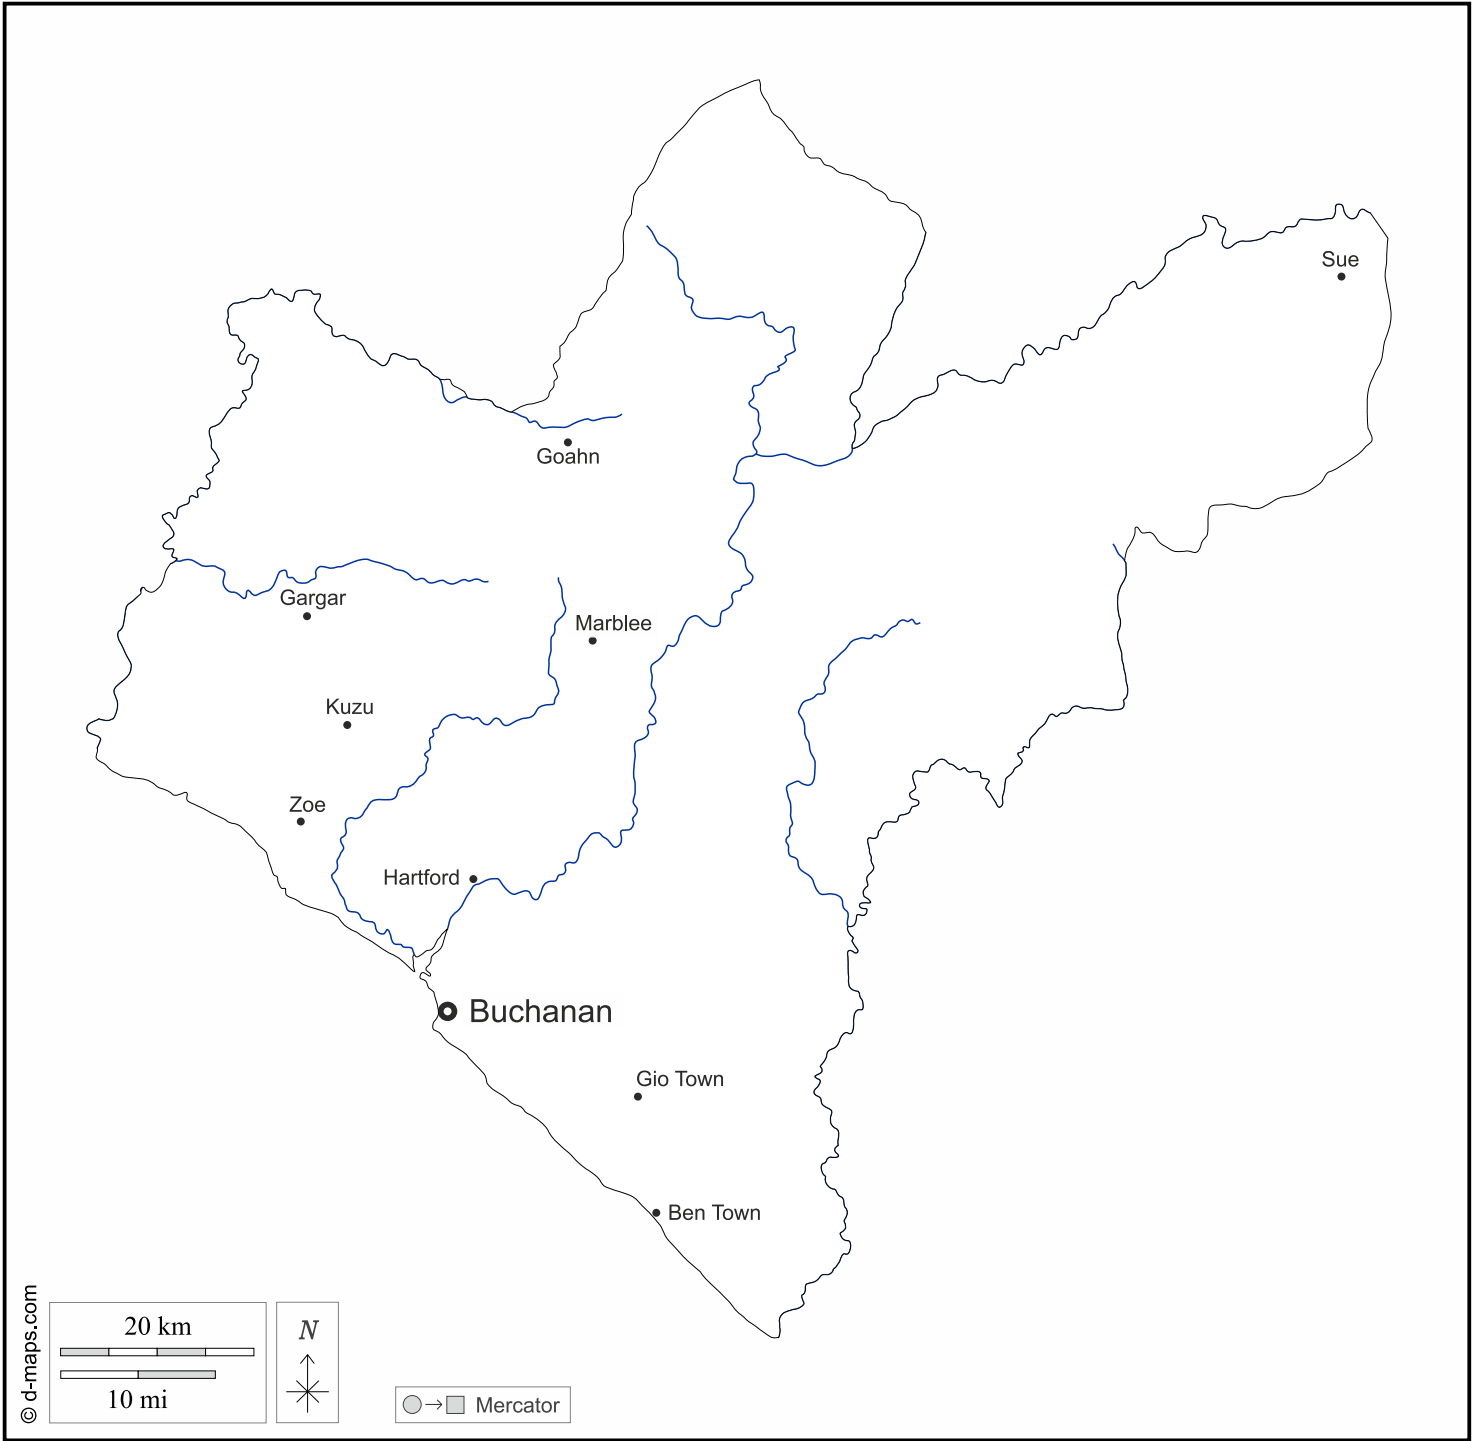 Sue
Goahn
Gargar
Marblee
Kuzu
Zoe
Hartford
Buchanan
Gio Town
Ben Town
© d-maps.com
20 km
10 mi
N
Mercator